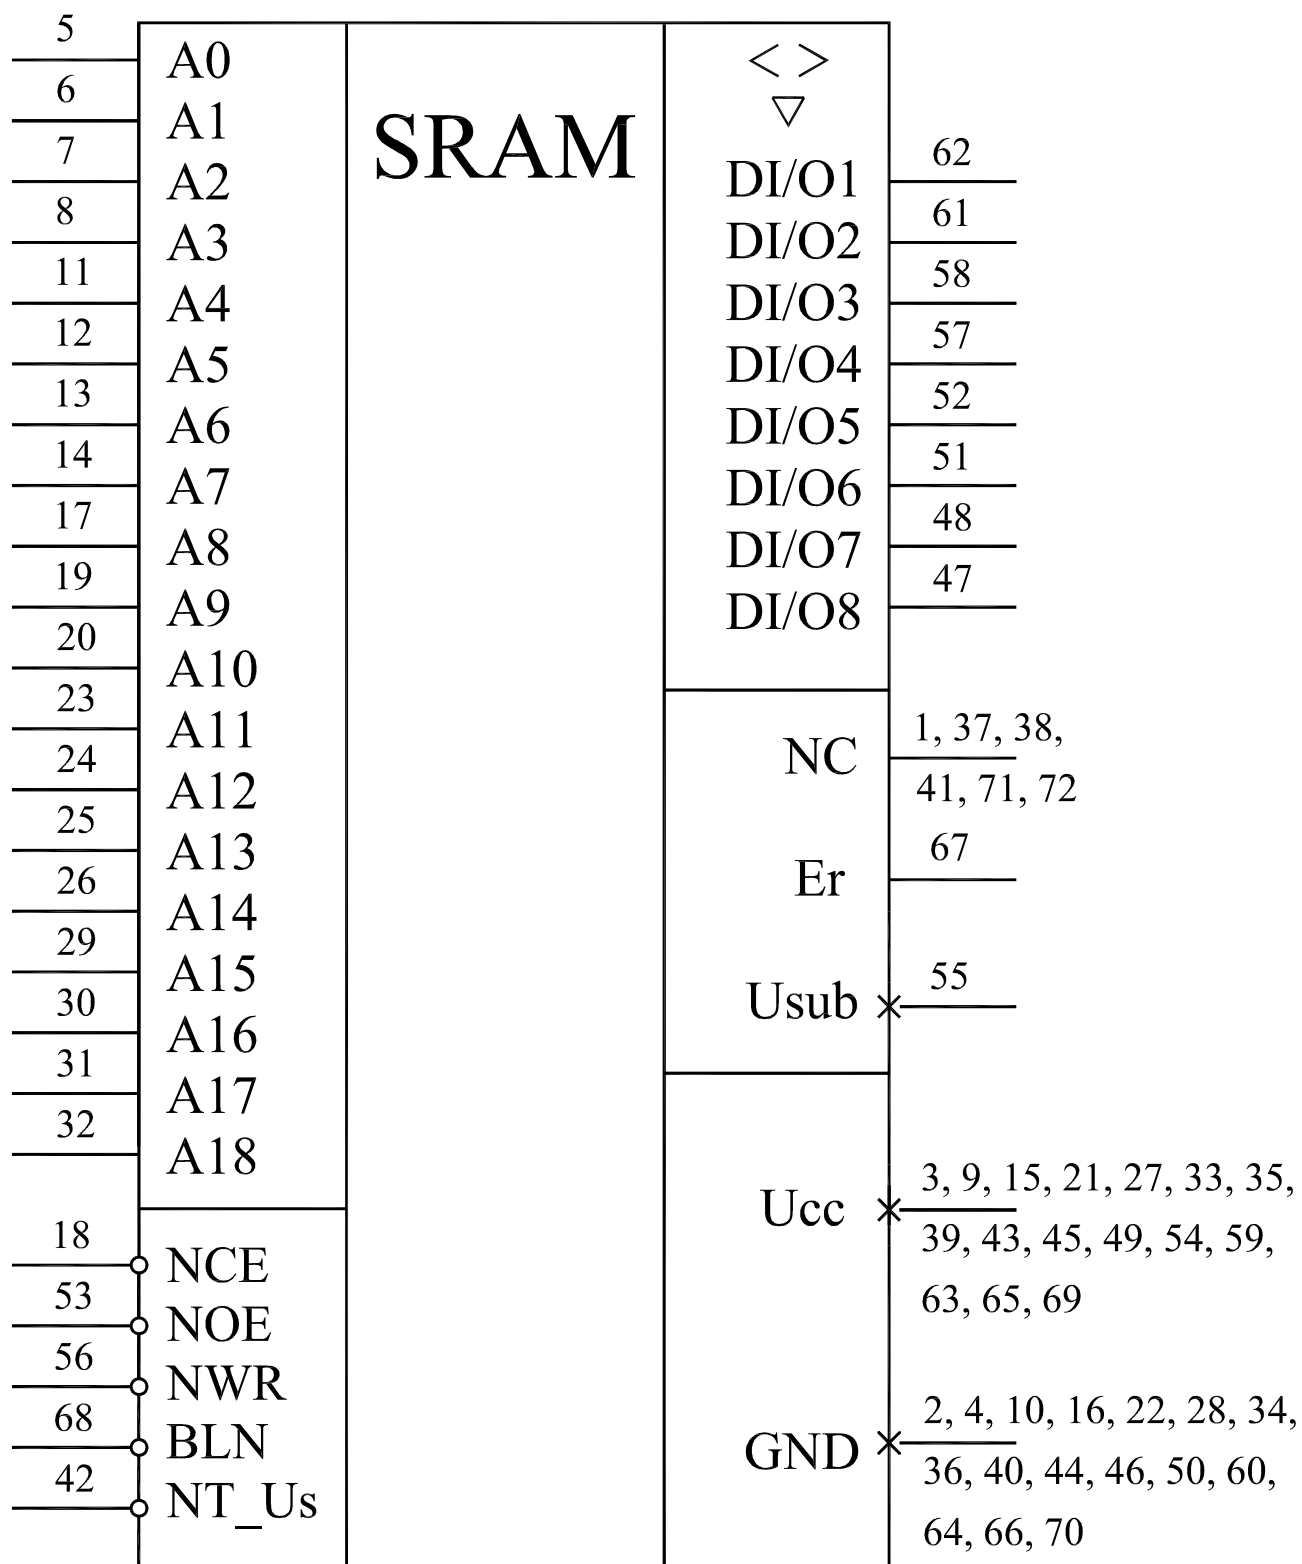 5
A0
6
A1
7
A2
8
A3
11
A4
12
A5
13
A6
14
A7
17
A8
19
A9
20
A10
23
A11
24
A12
25
A13
26
A14
29
A15
30
A16
31
A17
32
A18
18
NCE
53
NOE
56
NWR
68
BLN
42
NT_Us
SRAM
< >
▽
62
DI/O1
61
DI/O2
58
DI/O3
57
DI/O4
52
DI/O5
51
DI/O6
48
DI/O7
47
DI/O8
NC
1, 37, 38,
41, 71, 72
67
Er
55
Usub
Ucc
3, 9, 15, 21, 27, 33, 35,
39, 43, 45, 49, 54, 59,
63, 65, 69
GND
2, 4, 10, 16, 22, 28, 34,
36, 40, 44, 46, 50, 60,
64, 66, 70